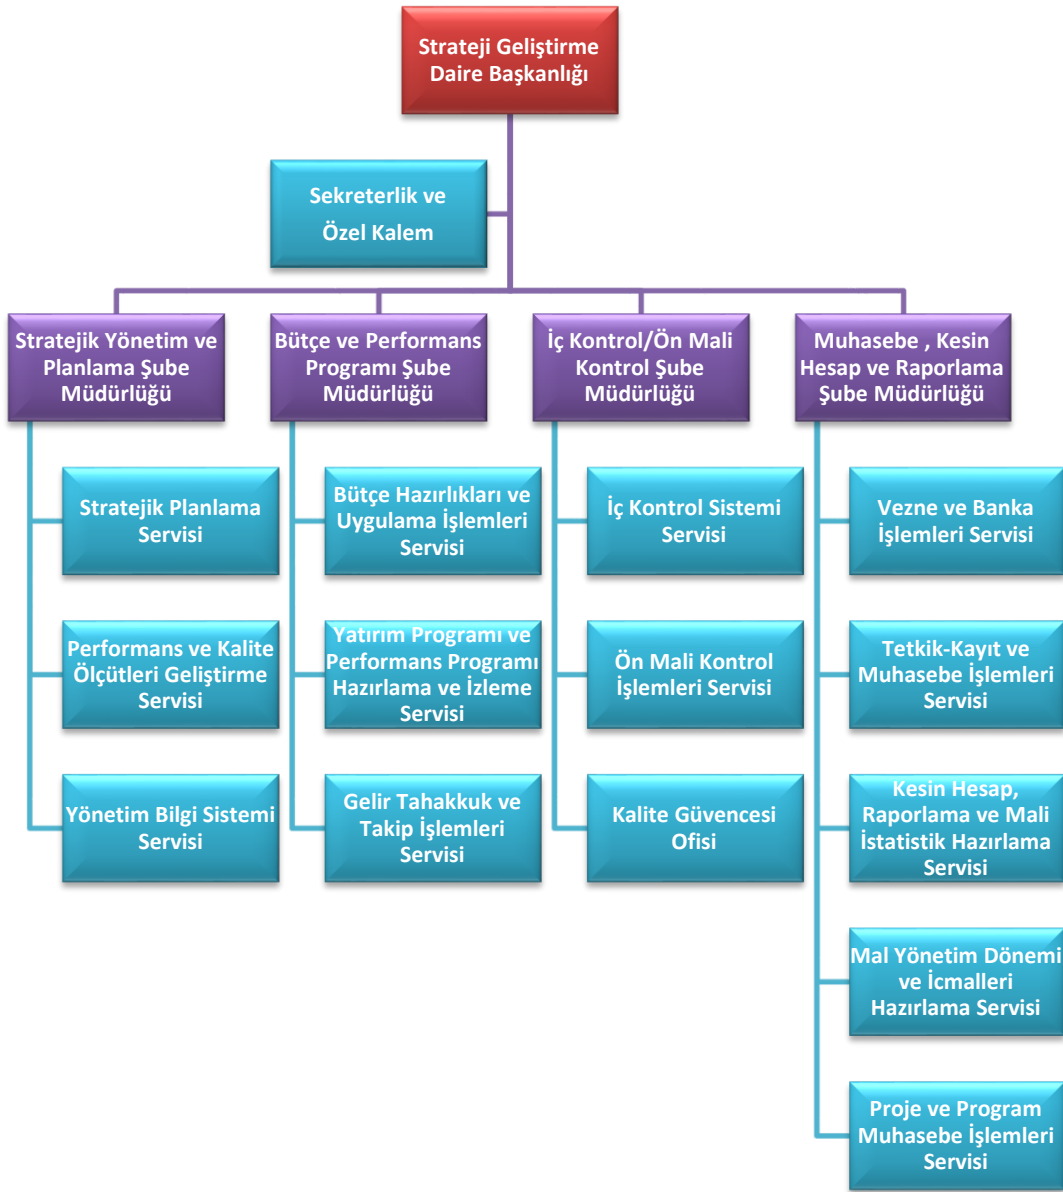 Strateji Geliştirme
Daire Başkanlığı
Sekreterlik ve
Özel Kalem
Stratejik Yönetim ve
Planlama Şube
Müdürlüğü
Bütçe ve Performans
Programı Şube
Müdürlüğü
İç Kontrol/Ön Mali
Kontrol Şube
Müdürlüğü
Muhasebe , Kesin
Hesap ve Raporlama
Şube Müdürlüğü
Stratejik Planlama
Servisi
Performans ve Kalite
Ölçütleri Geliştirme
Servisi
Yönetim Bilgi Sistemi
Servisi
Bütçe Hazırlıkları ve
Uygulama İşlemleri
Servisi
Yatırım Programı ve
Performans Programı
Hazırlama ve İzleme
Servisi
Gelir Tahakkuk ve
Takip İşlemleri
Servisi
İç Kontrol Sistemi
Servisi
Ön Mali Kontrol
İşlemleri Servisi
Kalite Güvencesi
Ofisi
Vezne ve Banka
İşlemleri Servisi
Tetkik-Kayıt ve
Muhasebe İşlemleri
Servisi
Kesin Hesap,
Raporlama ve Mali
İstatistik Hazırlama
Servisi
Mal Yönetim Dönemi
ve İcmalleri
Hazırlama Servisi
Proje ve Program
Muhasebe İşlemleri
Servisi